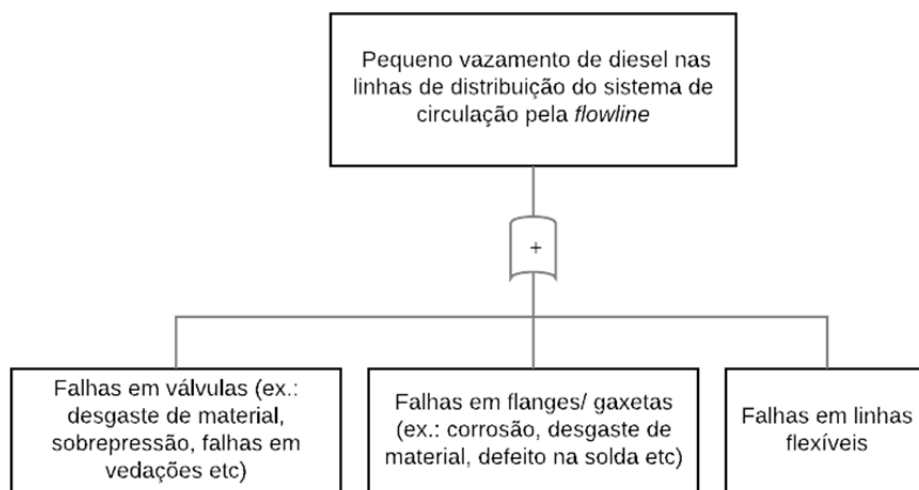 Pequeno vazamento de diesel nas
linhas de distribuição do sistema de
circulação pela flowline
+
Falhas em válvulas (ex.:
desgaste de material,
sobrepressão, falhas em
vedações etc)
Falhas em flanges/ gaxetas
(ex.: corrosão, desgaste de
material, defeito na solda etc)
Falhas em linhas
flexíveis